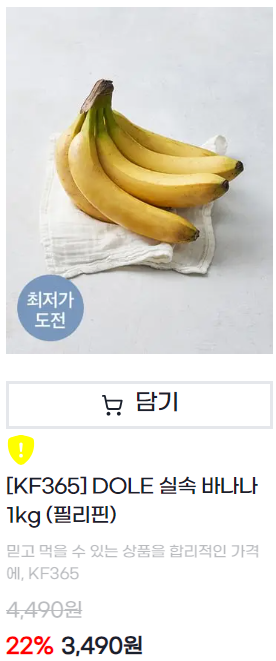 최저가
도전
담기
[KF365] DOLE 실속 바나나
1kg (필리핀)
믿고 먹을 수 있는 상품을 합리적인 가격
에, KF365
4,490원
22% 3,490원